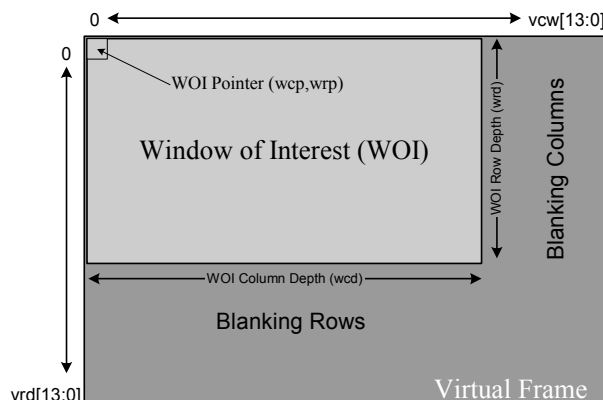 0
vcw[13:0]
0
WOI Pointer (wcp,wrp)
Window of Interest (WOI)
WOI Row Depth (wrd)
Blanking Columns
WOI Column Depth (wcd)
Blanking Rows
vrd[13:0]
Virtual Frame